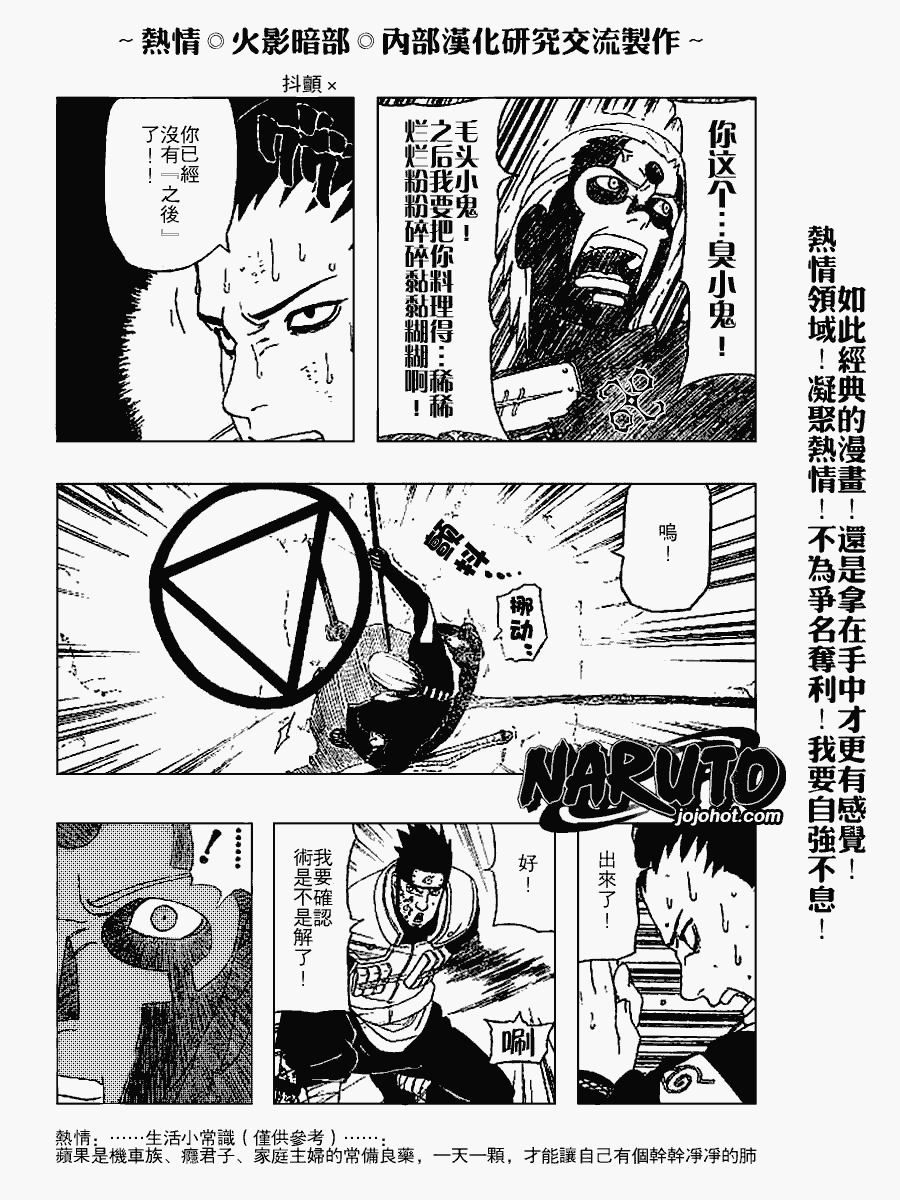 ~熱情◎火影暗部◎內部漢化研究交流製作~
抖顫×
你这个…臭小鬼！
毛头小鬼！
之后我要把你料理得…稀稀
烂烂粉粉碎碎黏黏糊糊啊！
你已經
沒有『之後』
了！！
嗚！
抖…
挪动…
NARUTO
jojohot.com
出來了！
好！
我要確認
術是不是解了！
唰
……！
如此經典的漫畫！還是拿在手中才更有感覺！
熱情領域！凝聚熱情！不為爭名奪利！我要自強不息！
熱情：……生活小常識（僅供參考）……：
蘋果是機車族、癮君子、家庭主婦的常備良藥，一天一顆，才能讓自己有個幹幹凈凈的肺